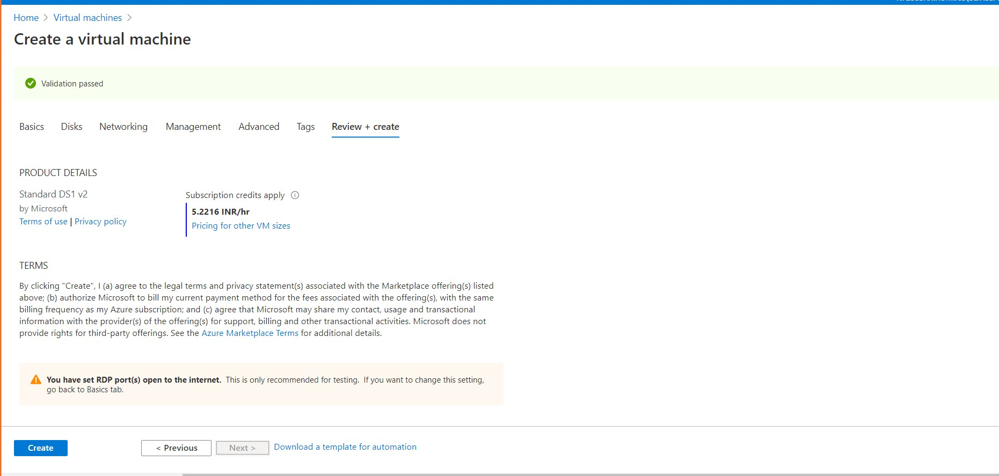 Home > Virtual machines >
Create a virtual machine
Validation passed
Basics Disks Networking Management Advanced Tags Review + create
PRODUCT DETAILS
Standard DS1 v2
by Microsoft
Terms of use | Privacy policy
Subscription credits apply
5.2216 INR/hr
Pricing for other VM sizes
TERMS
By clicking "Create", I (a) agree to the legal terms and privacy statement(s) associated with the Marketplace offering(s) listed
above; (b) authorize Microsoft to bill my current payment method for the fees associated with the offering(s), with the same
billing frequency as my Azure subscription; and (c) agree that Microsoft may share my contact, usage and transactional
information with the provider(s) of the offering(s) for support, billing and other transactional activities. Microsoft does not
provide rights for third-party offerings. See the Azure Marketplace Terms for additional details.
You have set RDP port(s) open to the internet. This is only recommended for testing. If you want to change this setting,
go back to Basics tab.
Create < Previous Next > Download a template for automation